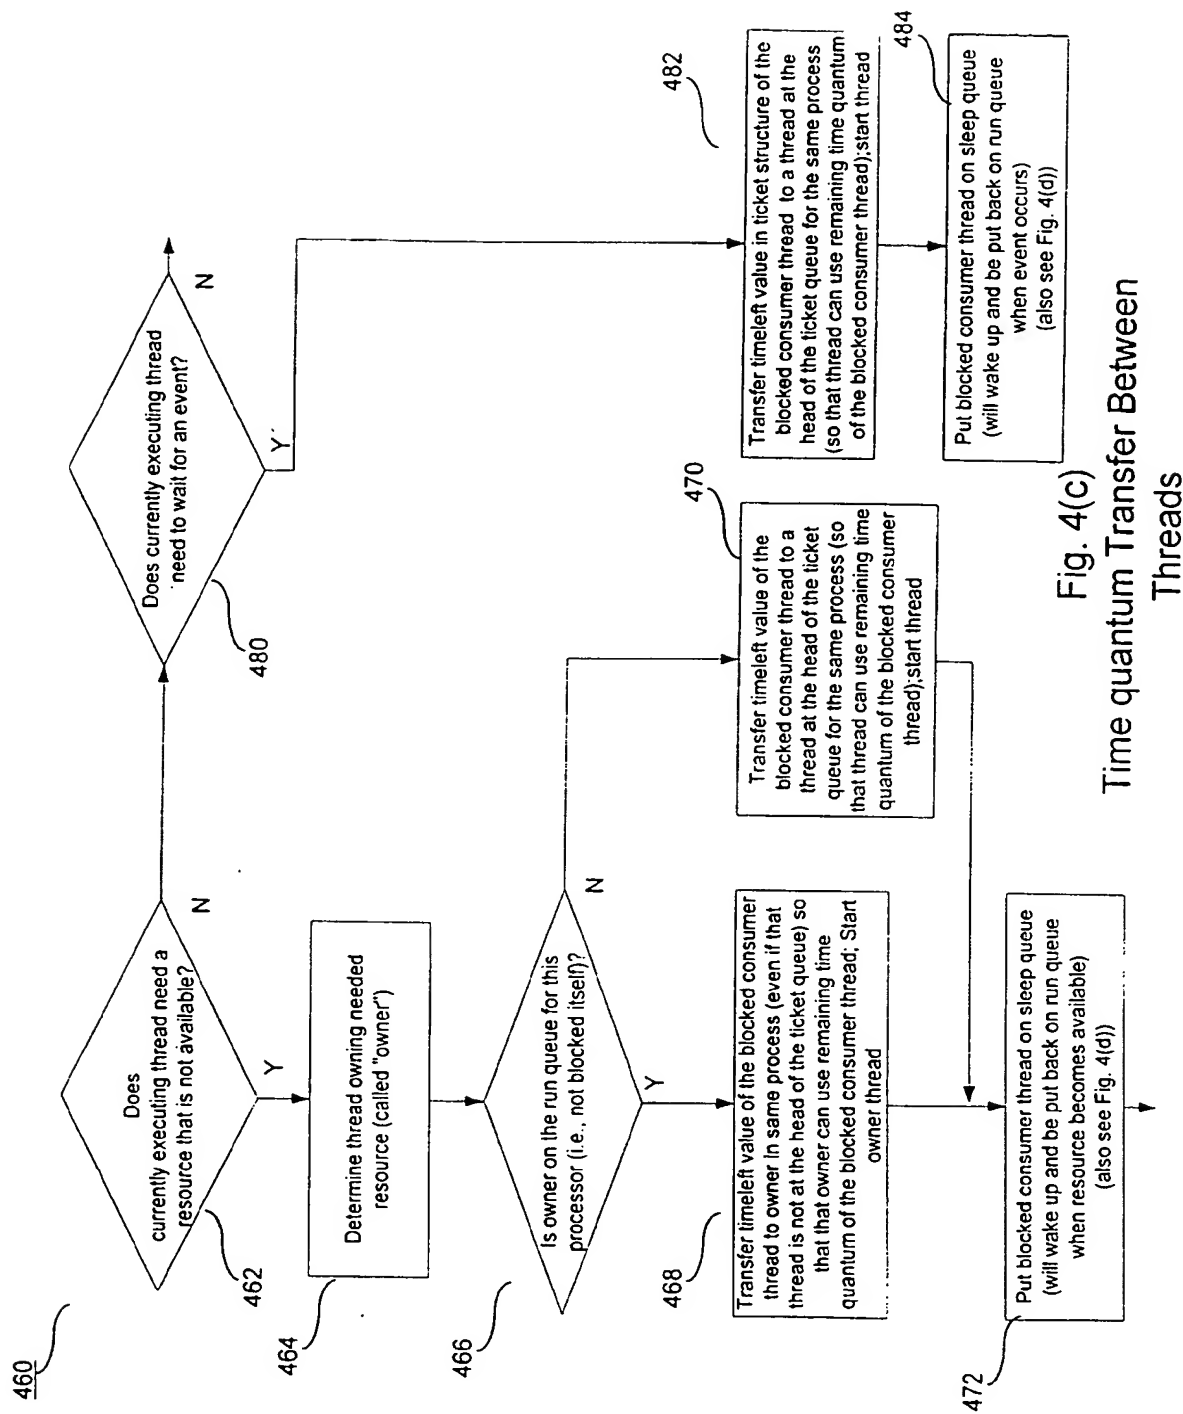 460
Does
currently executing thread need a
resource that is not available?
462
N
Y
Does currently executing thread
need to wait for an event?
480
N
Y
464
Determine thread owning needed
resource (called "owner")
466
Is owner on the run queue for this
processor (i.e., not blocked itself)?
N
Y
468
Transfer timeleft value of the blocked consumer
thread to owner in same process (even if that
thread is not at the head of the ticket queue) so
that that owner can use remaining time
quantum of the blocked consumer thread; Start
owner thread
470
Transfer timeleft value of the
blocked consumer thread to a
thread at the head of the ticket
queue for the same process (so
that thread can use remaining time
quantum of the blocked consumer
thread);start thread
482
Transfer timeleft value in ticket structure of the
blocked consumer thread to a thread at the
head of the ticket queue for the same process
(so that thread can use remaining time quantum
of the blocked consumer thread);start thread
472
Put blocked consumer thread on sleep queue
(will wake up and be put back on run queue
when resource becomes available)
(also see Fig. 4(d))
484
Put blocked consumer thread on sleep queue
(will wake up and be put back on run queue
when event occurs)
(also see Fig. 4(d))
Fig. 4(c)
Time quantum Transfer Between
Threads